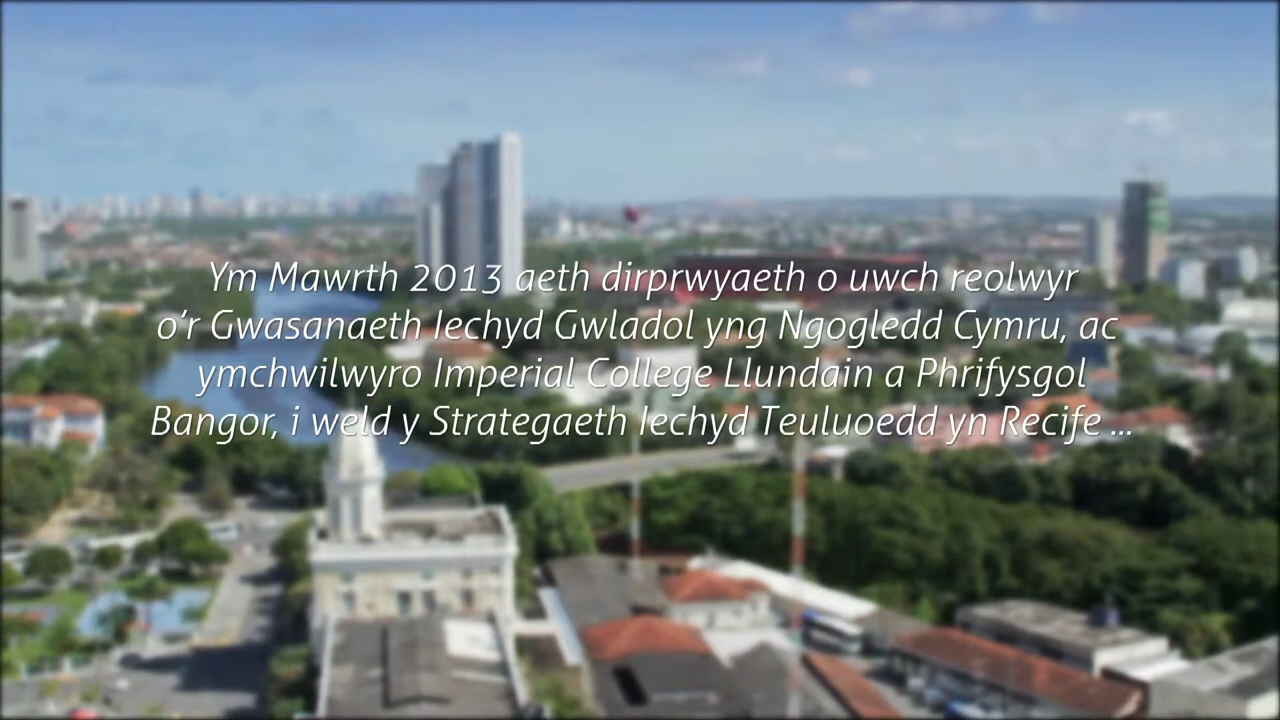 Ym Mawrth 2013 aeth dirprwyaeth o uwch reolwyr
o‘r Gwasanaeth Iechyd Gwladol yng Ngogledd Cymru, ac
ymchwilwyro Imperial College Llundain a Phrifysgol
Bangor, i weld y Strategaeth Iechyd Teuluoedd yn Recife ...